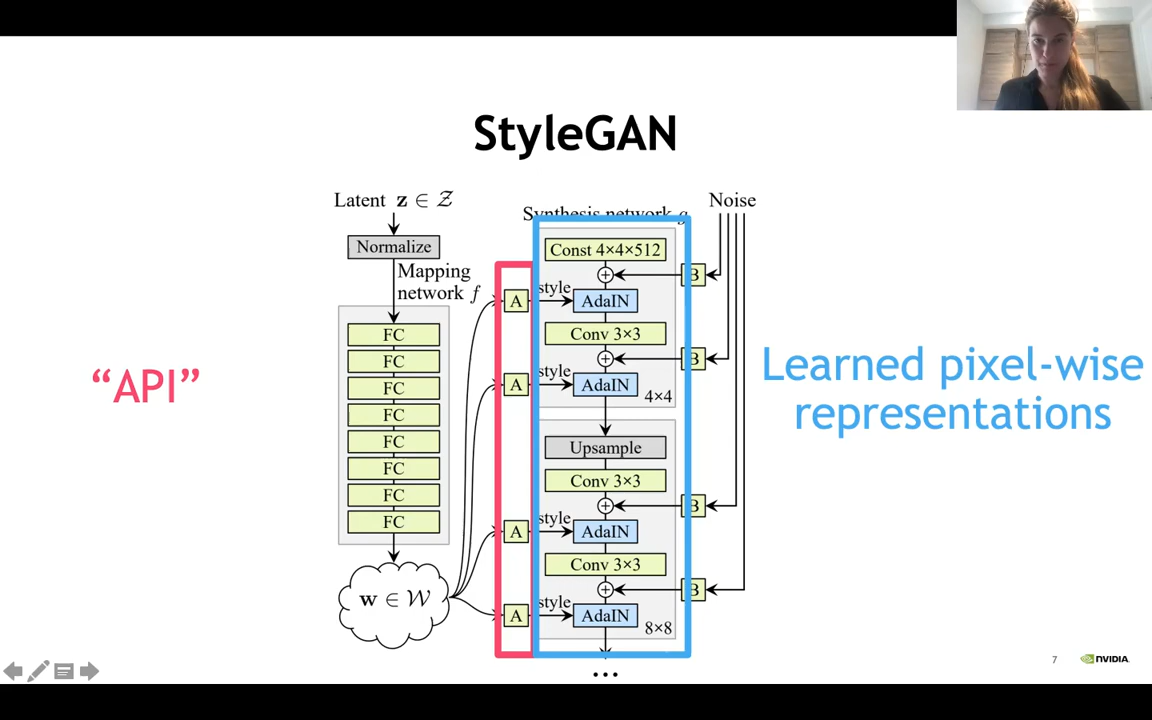 StyleGAN
Latent z ∈ Z
Normalize
Mapping
network f
FC
FC
FC
FC
FC
FC
FC
FC
w ∈ W
“API”
A
A
A
A
Synthesis network g
Const 4×4×512
style
AdaIN
Conv 3×3
style
AdaIN
4×4
Upsample
Conv 3×3
style
AdaIN
Conv 3×3
style
AdaIN
8×8
...
Noise
B
B
B
B
Learned pixel-wise
representations
7
NVIDIA